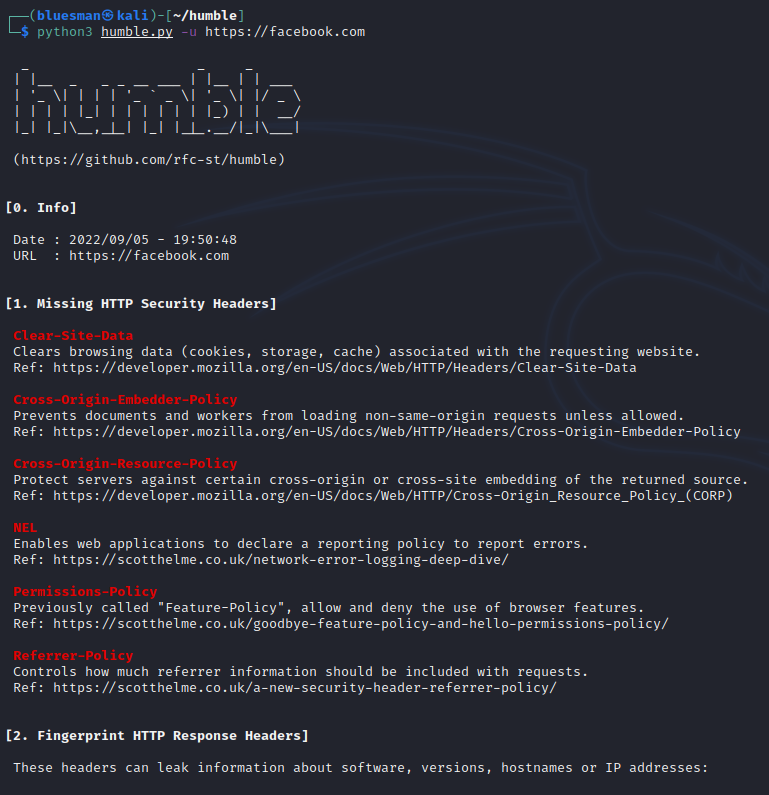 ┌──(bluesman㉿kali)-[~/humble]
└─$ python3 humble.py -u https://facebook.com
humble
(https://github.com/rfc-st/humble)
[0. Info]
Date : 2022/09/05 - 19:50:48
URL  : https://facebook.com
[1. Missing HTTP Security Headers]
Clear-Site-Data
Clears browsing data (cookies, storage, cache) associated with the requesting website.
Ref: https://developer.mozilla.org/en-US/docs/Web/HTTP/Headers/Clear-Site-Data
Cross-Origin-Embedder-Policy
Prevents documents and workers from loading non-same-origin requests unless allowed.
Ref: https://developer.mozilla.org/en-US/docs/Web/HTTP/Headers/Cross-Origin-Embedder-Policy
Cross-Origin-Resource-Policy
Protect servers against certain cross-origin or cross-site embedding of the returned source.
Ref: https://developer.mozilla.org/en-US/docs/Web/HTTP/Cross-Origin_Resource_Policy_(CORP)
NEL
Enables web applications to declare a reporting policy to report errors.
Ref: https://scotthelme.co.uk/network-error-logging-deep-dive/
Permissions-Policy
Previously called "Feature-Policy", allow and deny the use of browser features.
Ref: https://scotthelme.co.uk/goodbye-feature-policy-and-hello-permissions-policy/
Referrer-Policy
Controls how much referrer information should be included with requests.
Ref: https://scotthelme.co.uk/a-new-security-header-referrer-policy/
[2. Fingerprint HTTP Response Headers]
These headers can leak information about software, versions, hostnames or IP addresses: